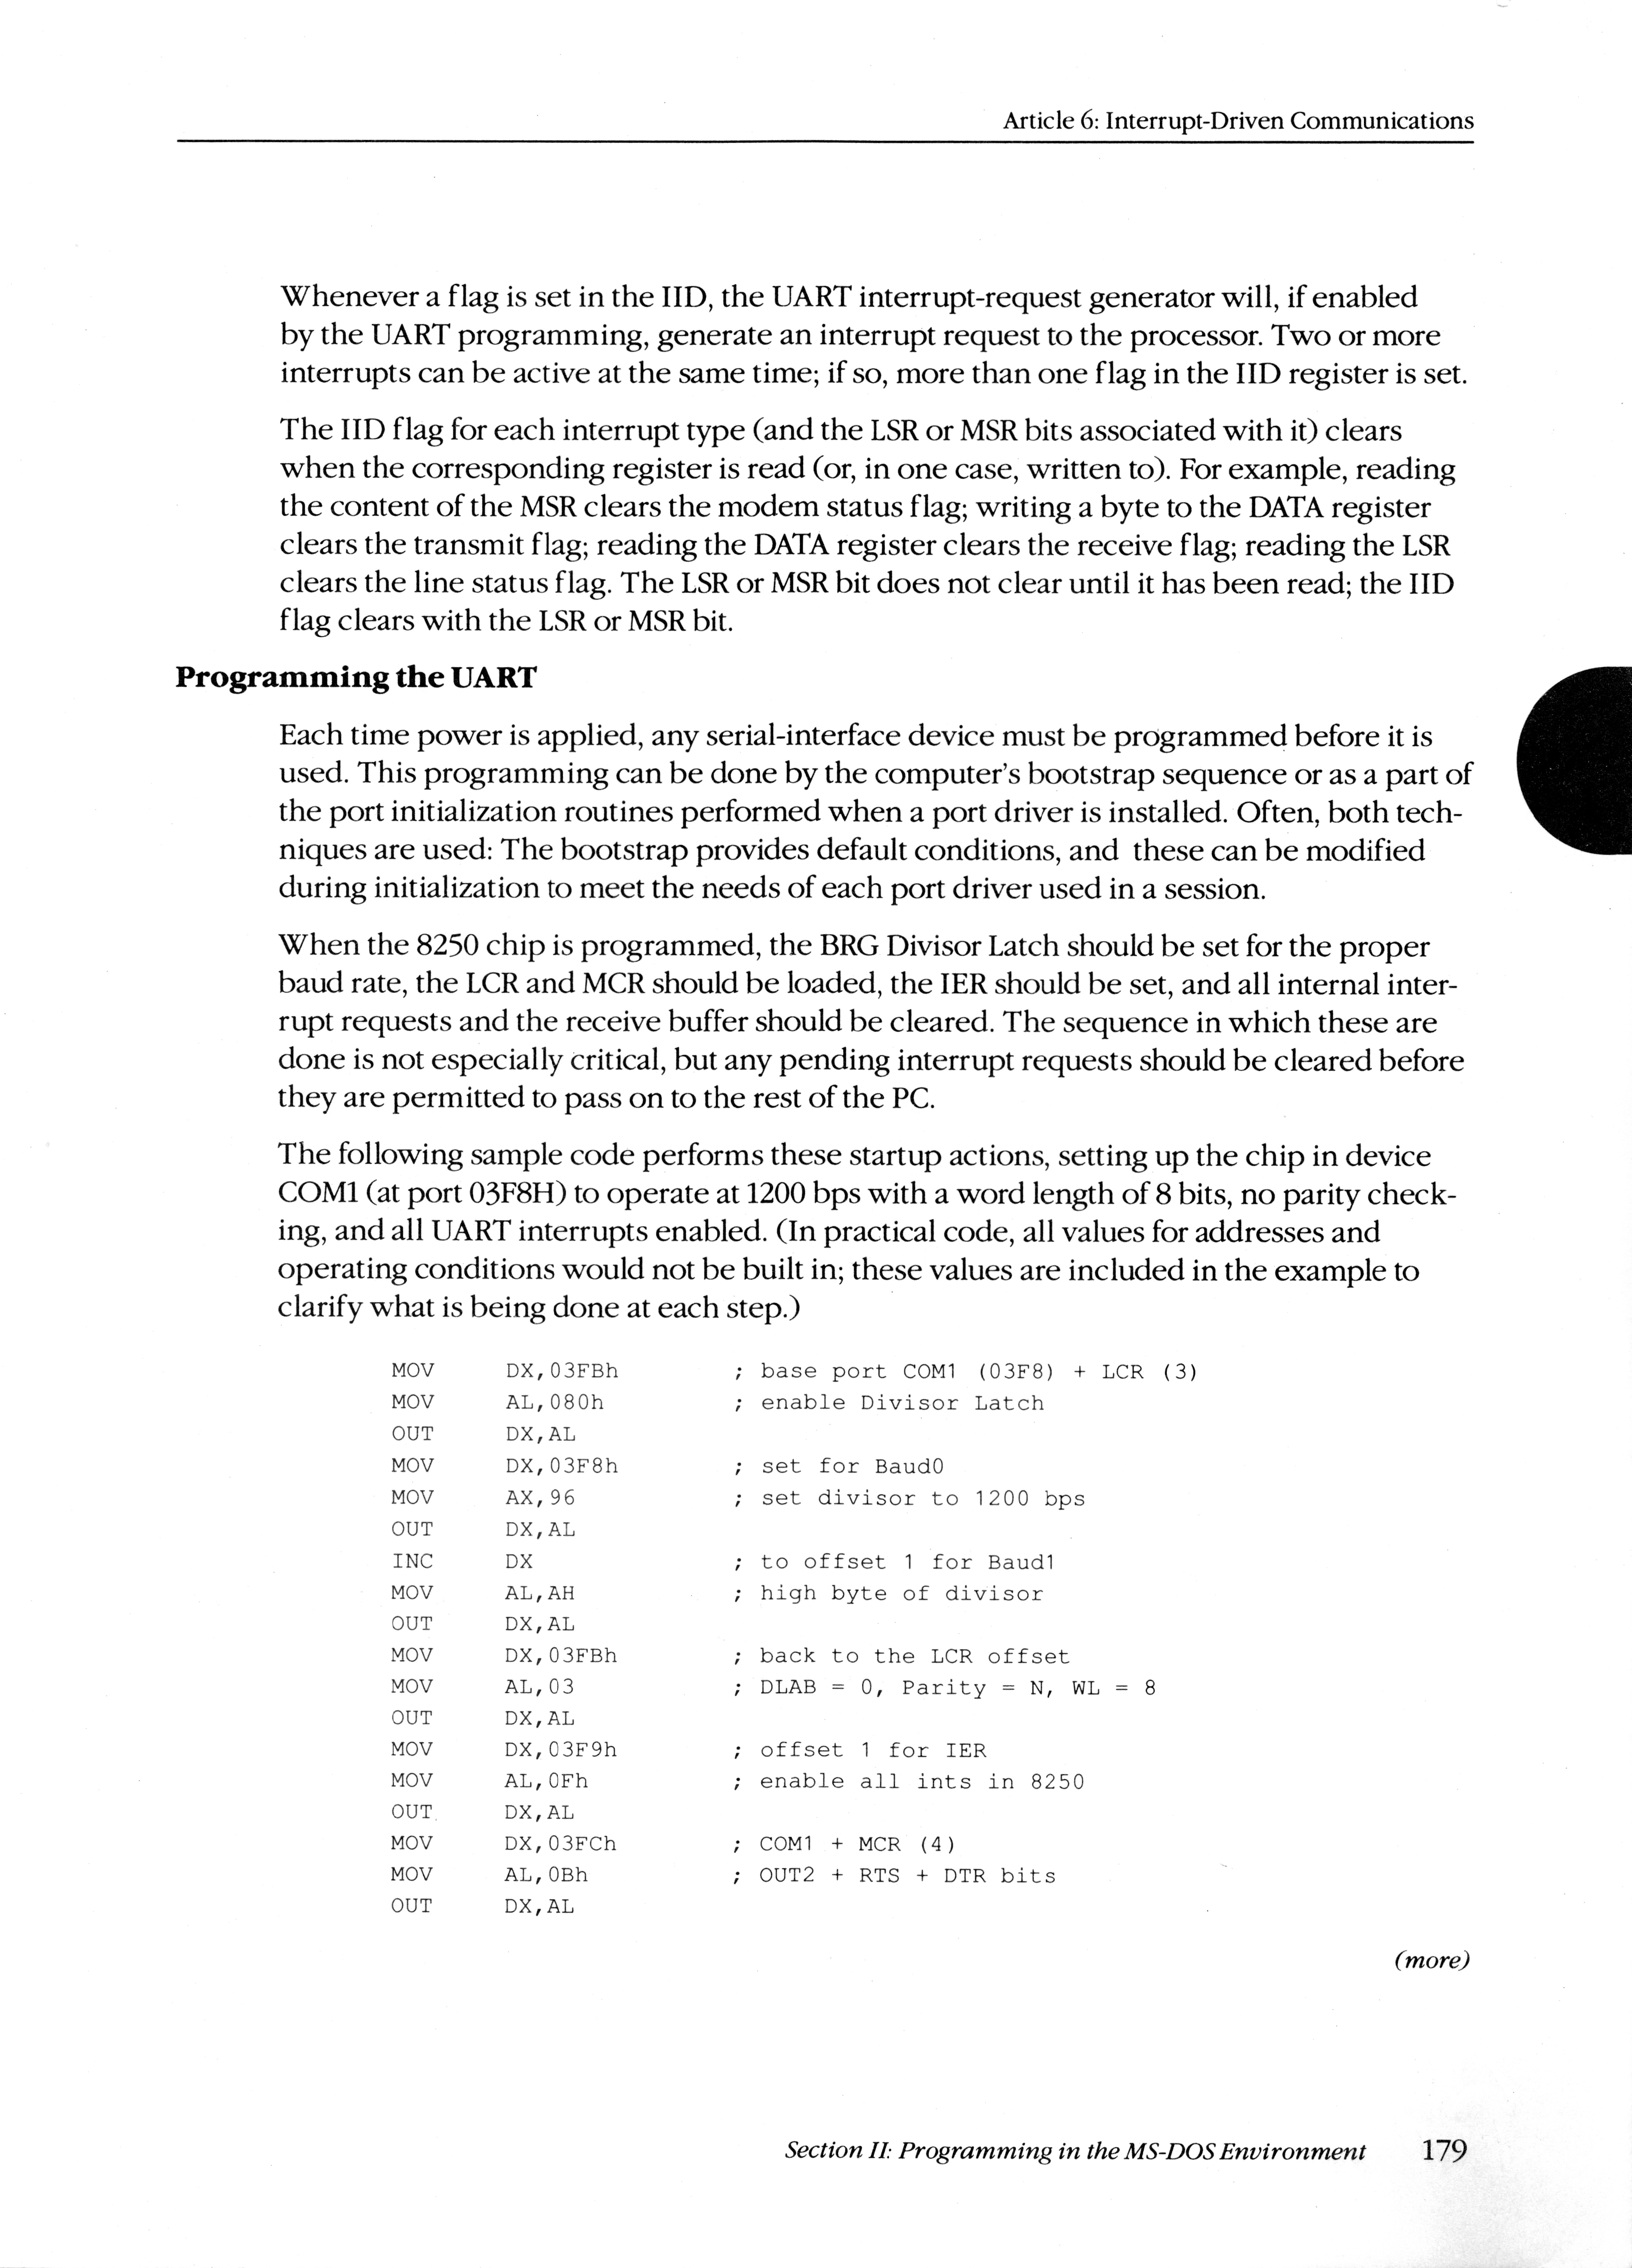 Article 6: Interrupt-Driven Communications
Whenever a flag is set in the IID, the UART interrupt-request generator will, if enabled
by the UART programming, generate an interrupt request to the processor. Two or more
interrupts can be active at the same time; if so, more than one flag in the IID register is set.
The IID flag for each interrupt type (and the LSR or MSR bits associated with it) clears
when the corresponding register is read (or, in one case, written to). For example, reading
the content of the MSR clears the modem status flag; writing a byte to the DATA register
clears the transmit flag; reading the DATA register clears the receive flag; reading the LSR
clears the line status flag. The LSR or MSR bit does not clear until it has been read; the IID
flag clears with the LSR or MSR bit.
Programming the UART
Each time power is applied, any serial-interface device must be programmed before it is
used. This programming can be done by the computer's bootstrap sequence or as a part of
the port initialization routines performed when a port driver is installed. Often, both tech-
niques are used: The bootstrap provides default conditions, and these can be modified
during initialization to meet the needs of each port driver used in a session.
When the 8250 chip is programmed, the BRG Divisor Latch should be set for the proper
baud rate, the LCR and MCR should be loaded, the IER should be set, and all internal inter-
rupt requests and the receive buffer should be cleared. The sequence in which these are
done is not especially critical, but any pending interrupt requests should be cleared before
they are permitted to pass on to the rest of the PC.
The following sample code performs these startup actions, setting up the chip in device
COM1 (at port 03F8H) to operate at 1200 bps with a word length of 8 bits, no parity check-
ing, and all UART interrupts enabled. (In practical code, all values for addresses and
operating conditions would not be built in; these values are included in the example to
clarify what is being done at each step.)
MOV DX,03FBh ; base port COM1 (03F8) + LCR (3)
MOV AL,080h ; enable Divisor Latch
OUT DX,AL
MOV DX,03F8h ; set for Baud0
MOV AX,96 ; set divisor to 1200 bps
OUT DX,AL
INC DX ; to offset 1 for Baud1
MOV AL,AH ; high byte of divisor
OUT DX,AL
MOV DX,03FBh ; back to the LCR offset
MOV AL,03 ; DLAB = 0, Parity = N, WL = 8
OUT DX,AL
MOV DX,03F9h ; offset 1 for IER
MOV AL,0Fh ; enable all ints in 8250
OUT DX,AL
MOV DX,03FCh ; COM1 + MCR (4)
MOV AL,0Bh ; OUT2 + RTS + DTR bits
OUT DX,AL
(more)
Section II: Programming in the MS-DOS Environment 179